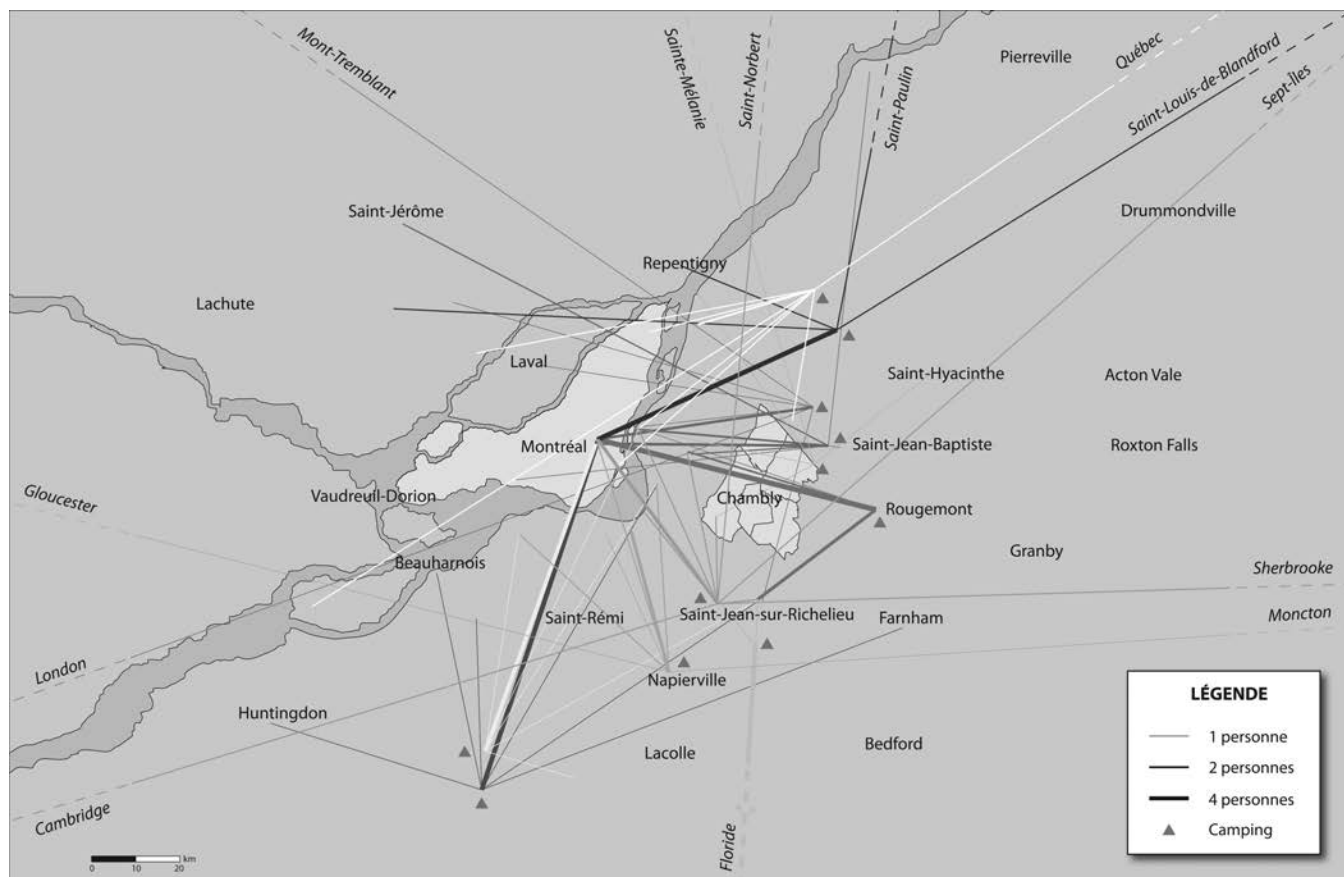 Mont-Tremblant
Sainte-Mélanie
Saint-Norbert
Saint-Paulin
Pierreville
Québec
Saint-Louis-de-Blandford
Sept-Îles
Saint-Jérôme
Drummondville
Repentigny
Lachute
Laval
Saint-Hyacinthe
Acton Vale
Montréal
Saint-Jean-Baptiste
Roxton Falls
Gloucester
Vaudreuil-Dorion
Chambly
Rougemont
Beauharnois
Granby
Sherbrooke
Saint-Rémi
Saint-Jean-sur-Richelieu
Farnham
Moncton
London
Napierville
Huntingdon
Lacolle
Bedford
Cambridge
Floride
LÉGENDE
1 personne
2 personnes
4 personnes
Camping
km
0 10 20